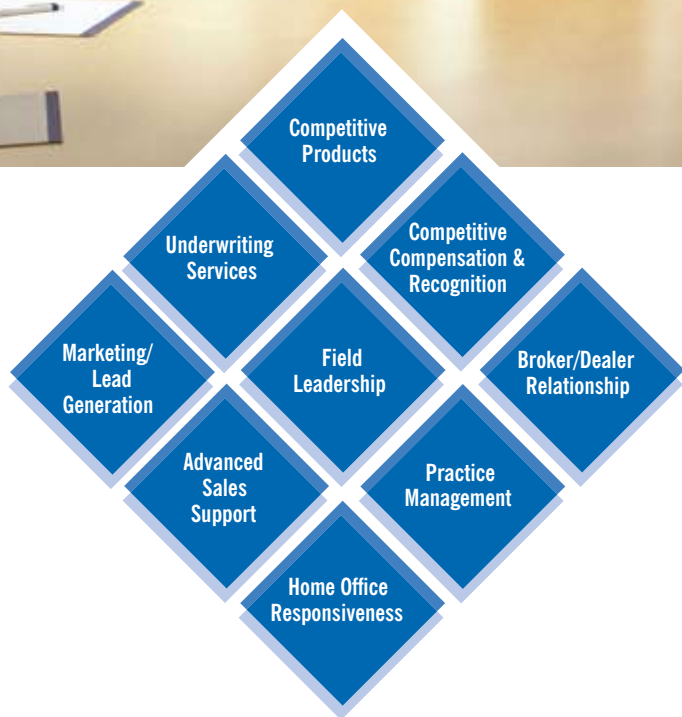 Competitive
Products
Underwriting
Services
Competitive
Compensation &
Recognition
Marketing/
Lead
Generation
Field
Leadership
Broker/Dealer
Relationship
Advanced
Sales
Support
Practice
Management
Home Office
Responsiveness